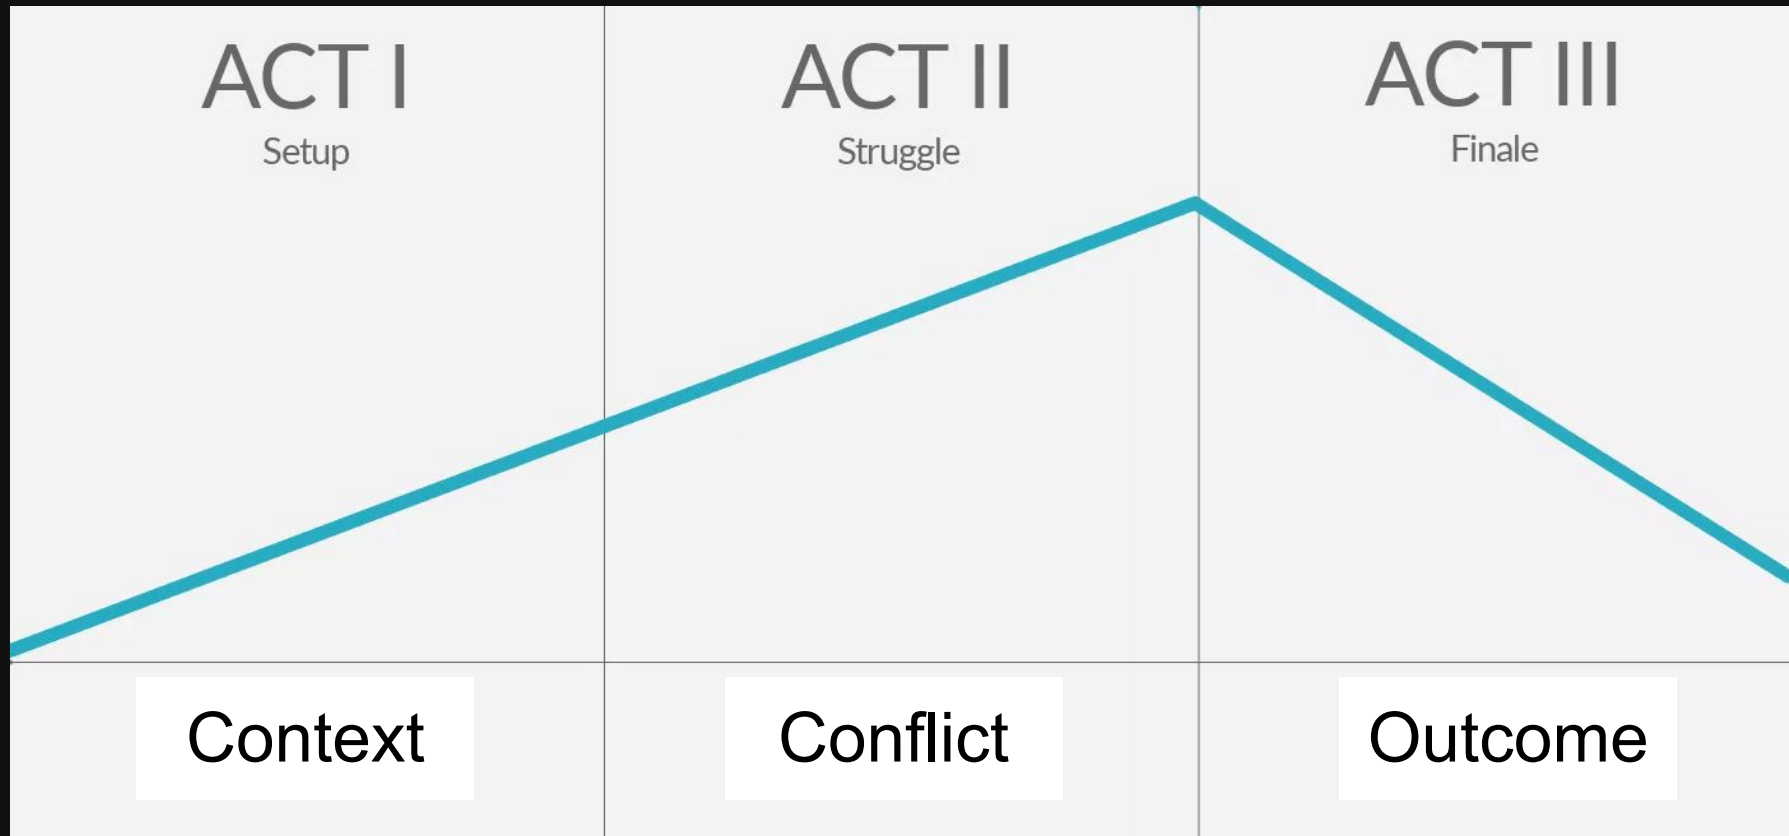 ACT I
Setup
ACT II
Struggle
ACT III
Finale
Context
Conflict
Outcome